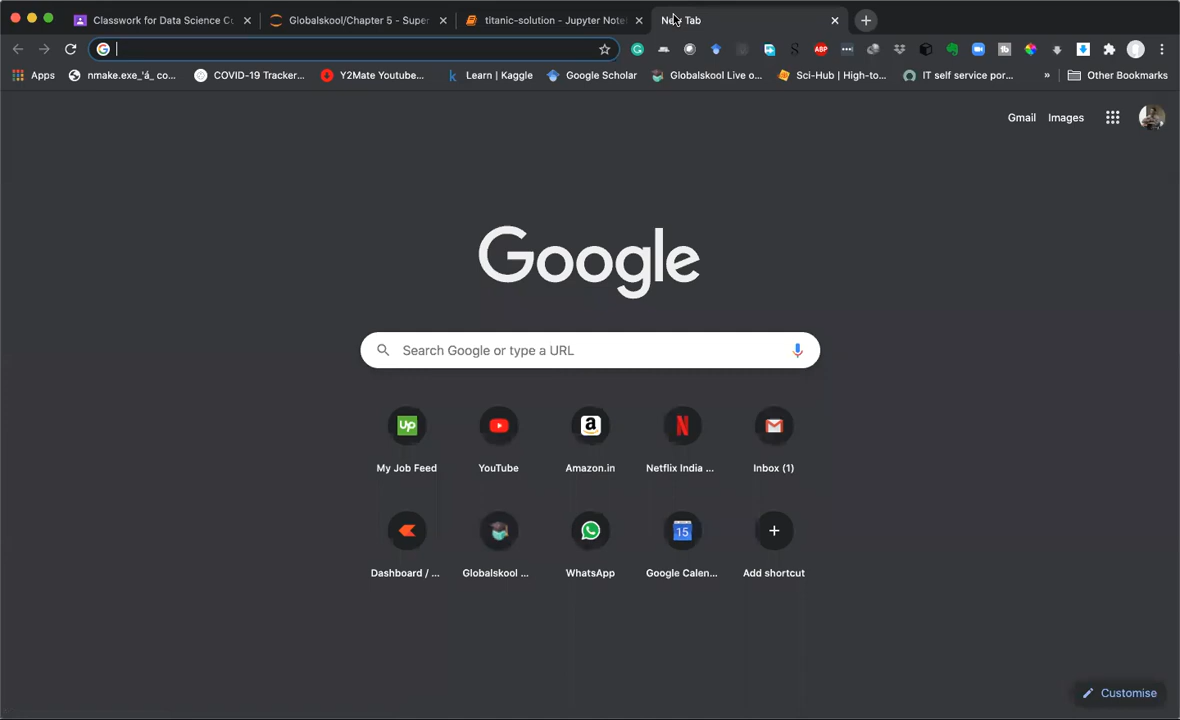 Classwork for Data Science Cu
Globalskool/Chapter 5 - Super
titanic-solution - Jupyter Note
New Tab
Apps
nmake.exe_'á_ co...
COVID-19 Tracker...
Y2Mate Youtube...
Learn | Kaggle
Google Scholar
Globalskool Live o...
Sci-Hub | High-to...
IT self service por...
»
Other Bookmarks
Gmail
Images
Google
Search Google or type a URL
My Job Feed
YouTube
Amazon.in
Netflix India ...
Inbox (1)
Dashboard / ...
Globalskool ...
WhatsApp
Google Calen...
Add shortcut
Customise